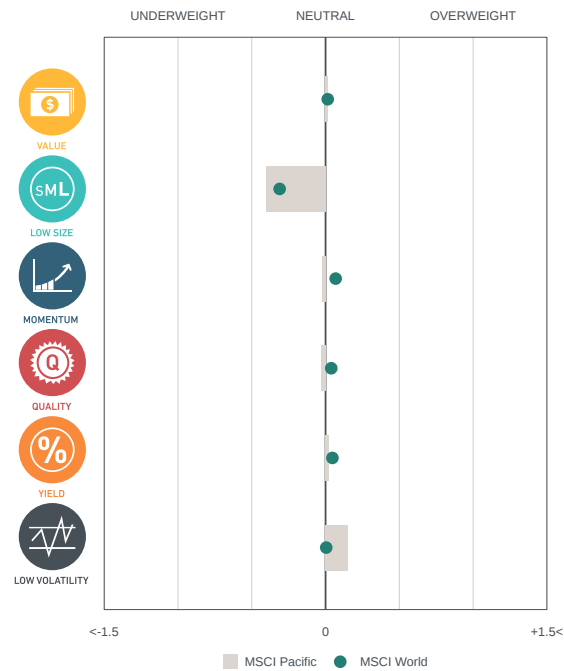 UNDERWEIGHT NEUTRAL OVERWEIGHT
$
VALUE
SML
LOW SIZE
MOMENTUM
Q
QUALITY
%
YIELD
LOW VOLATILITY
<-1.5 0 +1.5<
MSCI Pacific MSCI World